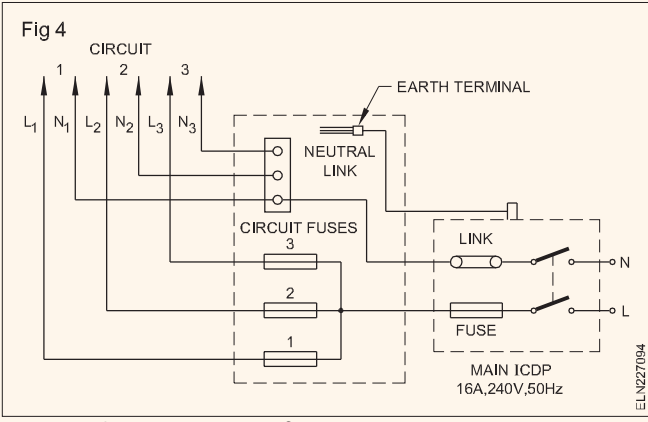 Fig 4
CIRCUIT
1 2 3
L1 N1 L2 N2 L3 N3
EARTH TERMINAL
NEUTRAL
LINK
CIRCUIT FUSES
3
2
1
LINK
N
L
FUSE
MAIN ICDP
16A,240V,50Hz
ELN227094